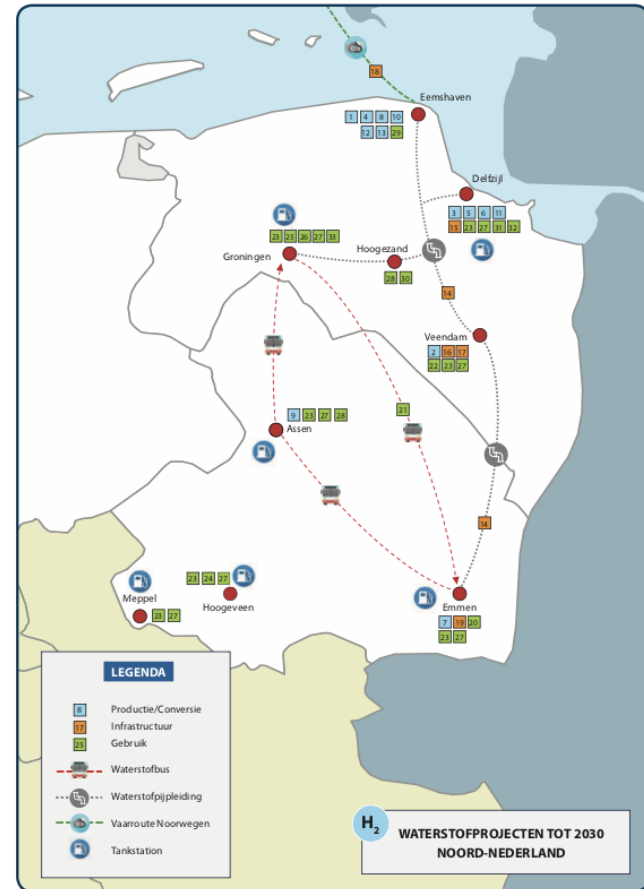 CO₂
18
Eemshaven
1 4 8 10
12 13 29
Delfzijl
3 5 6 11
15 23 27 31 32
23 25 26 27 33
Groningen
Hoogezand
28 30
14
Veendam
2 16 17
22 23 27
9 23 27 28
Assen
21
14
23 24 27
Hoogeveen
Meppel
23 27
Emmen
7 19 20
23 27
LEGENDA
8 Productie/Conversie
17 Infrastructuur
25 Gebruik
Waterstofbus
Waterstofpijpleiding
Vaarroute Noorwegen
Tankstation
H₂
WATERSTOFPROJECTEN TOT 2030
NOORD-NEDERLAND